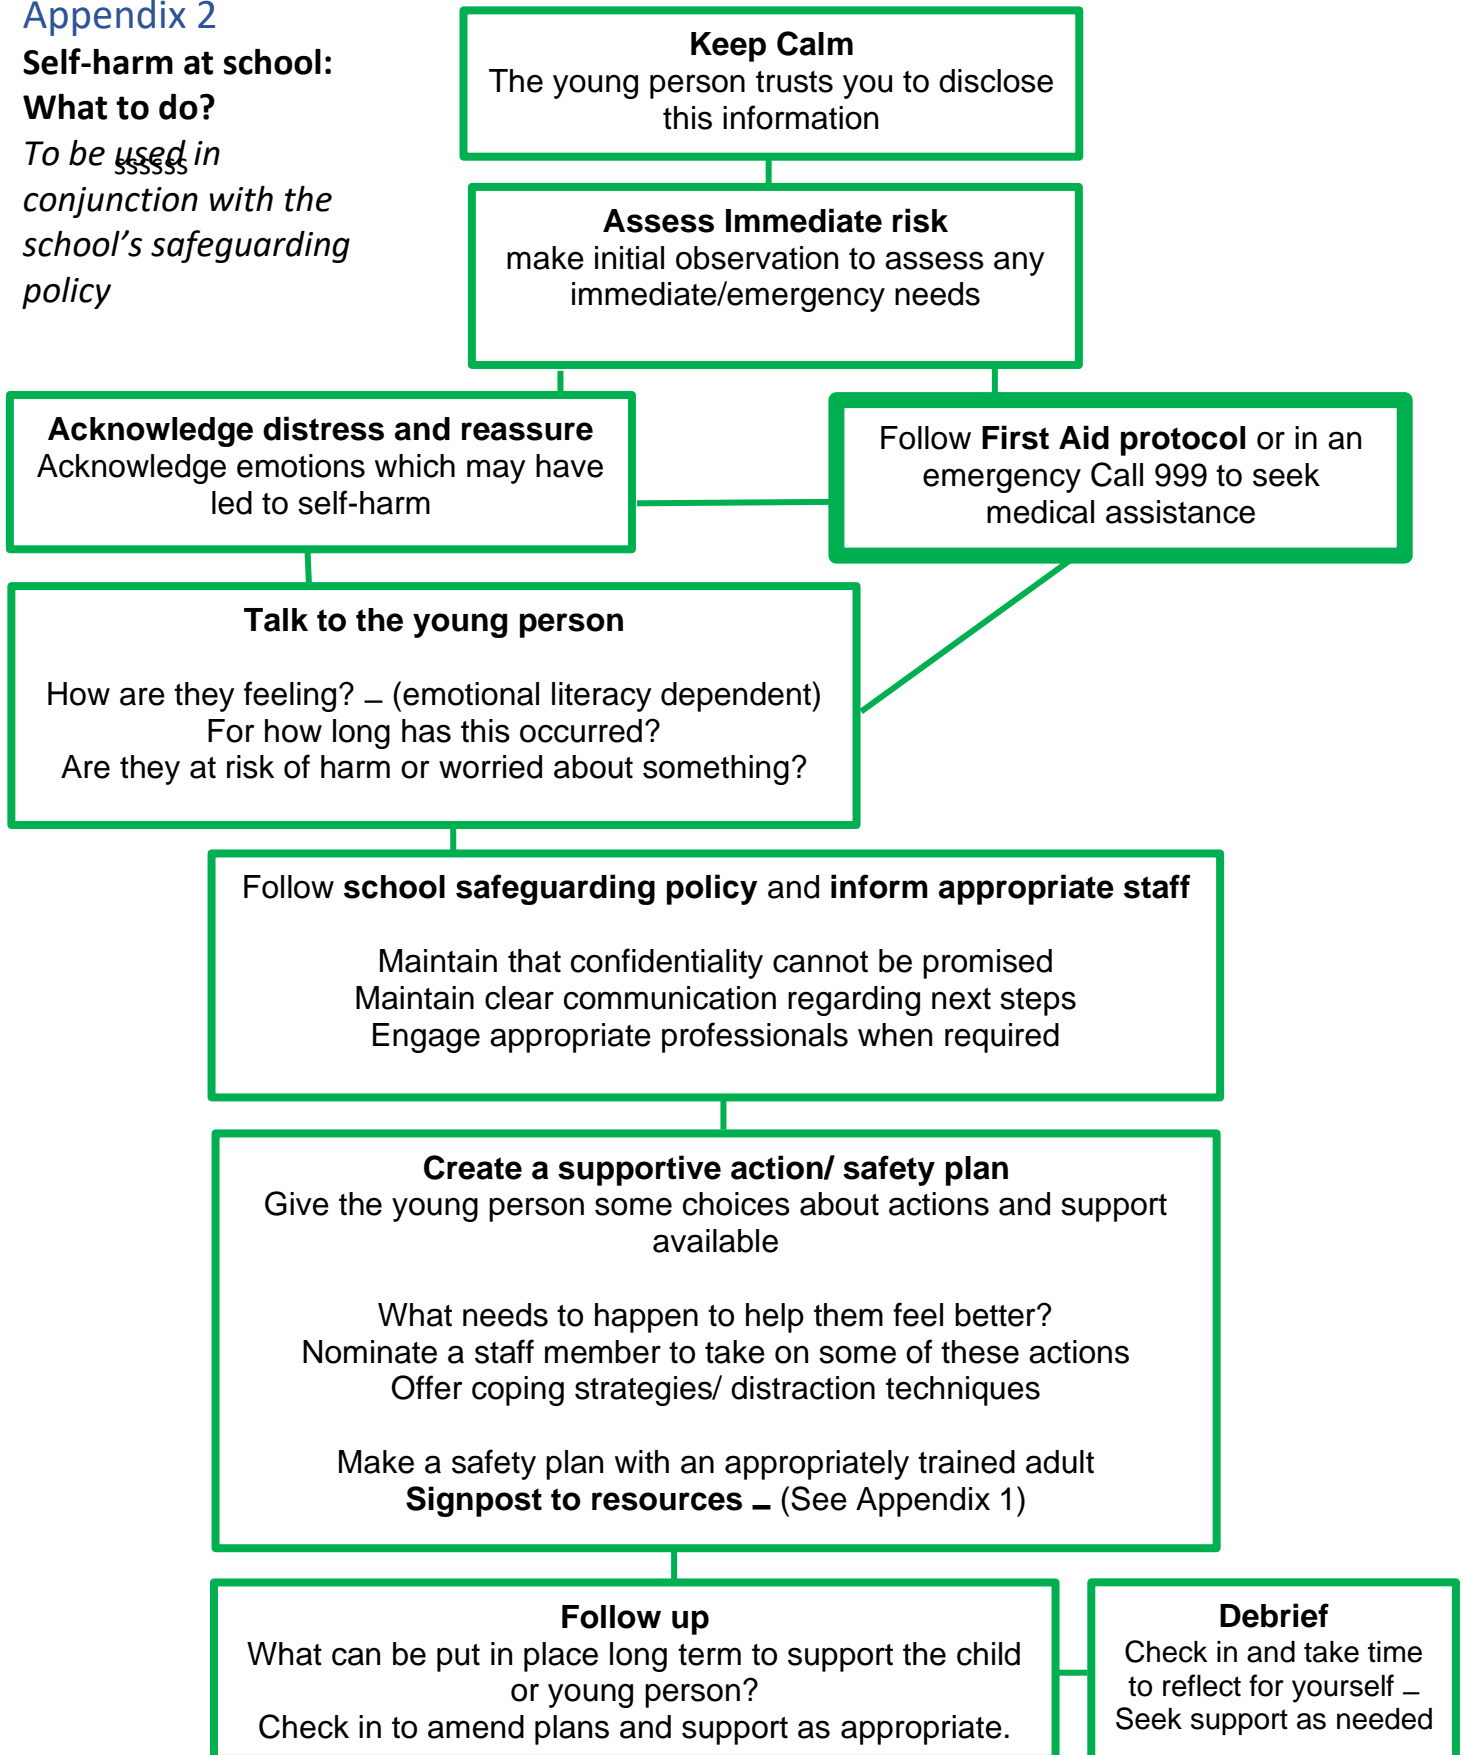 Appendix 2
Self-harm at school:
What to do?
To be used in
ssssss
conjunction with the
school's safeguarding
policy
Keep Calm
The young person trusts you to disclose
this information
Assess Immediate risk
make initial observation to assess any
immediate/emergency needs
Acknowledge distress and reassure
Acknowledge emotions which may have
led to self-harm
Follow First Aid protocol or in an
emergency Call 999 to seek
medical assistance
Talk to the young person
How are they feeling? – (emotional literacy dependent)
For how long has this occurred?
Are they at risk of harm or worried about something?
Follow school safeguarding policy and inform appropriate staff
Maintain that confidentiality cannot be promised
Maintain clear communication regarding next steps
Engage appropriate professionals when required
Create a supportive action/ safety plan
Give the young person some choices about actions and support
available
What needs to happen to help them feel better?
Nominate a staff member to take on some of these actions
Offer coping strategies/ distraction techniques
Make a safety plan with an appropriately trained adult
Signpost to resources – (See Appendix 1)
Follow up
What can be put in place long term to support the child
or young person?
Check in to amend plans and support as appropriate.
Debrief
Check in and take time
to reflect for yourself –
Seek support as needed